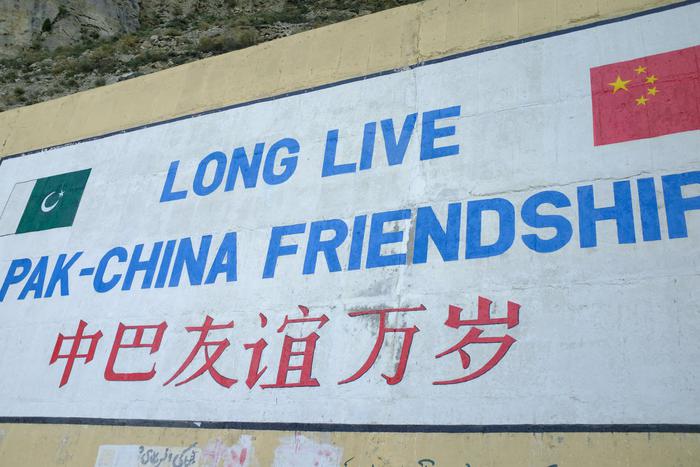 LONG LIVE
PAK-CHINA FRIENDSHIP
中巴友谊万岁